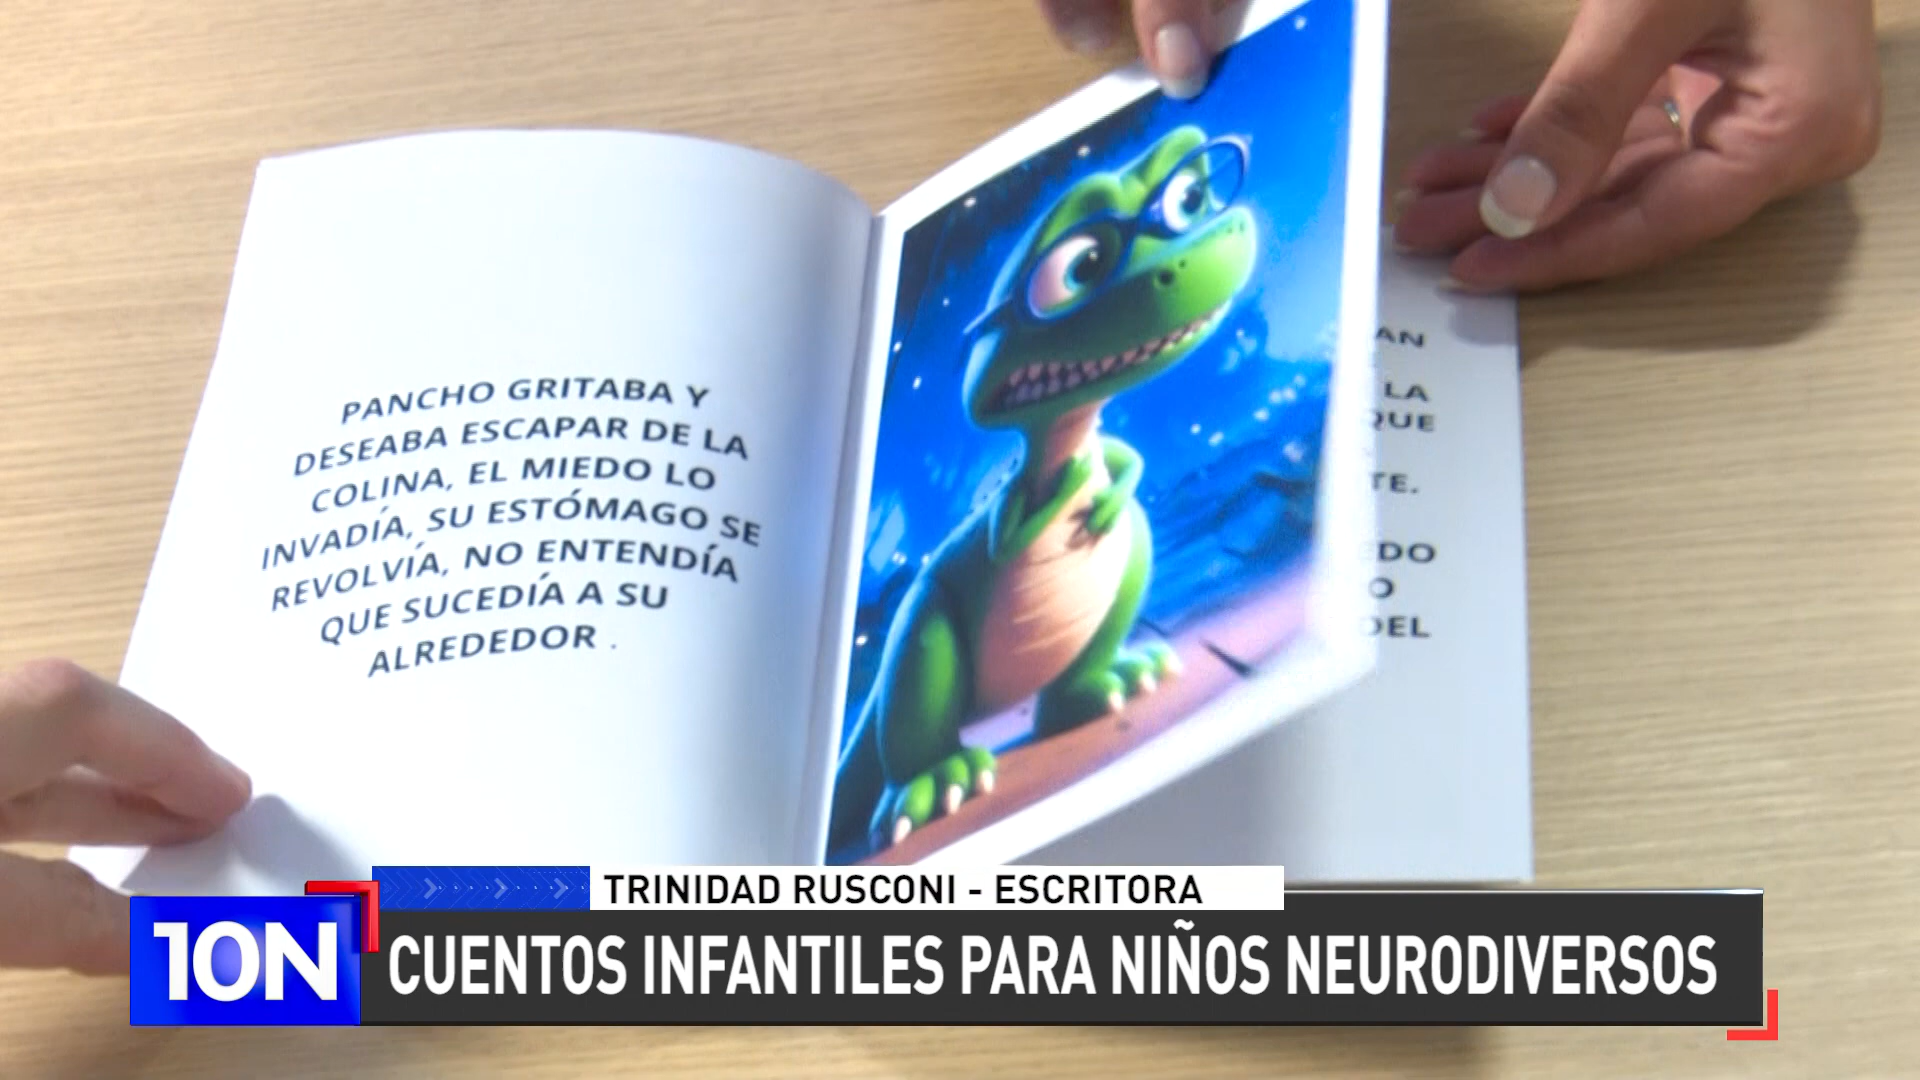 PANCHO GRITABA Y
DESEABA ESCAPAR DE LA
COLINA, EL MIEDO LO
INVADÍA, SU ESTÓMAGO SE
REVOLVÍA, NO ENTENDÍA
QUE SUCEDÍA A SU
ALREDEDOR .
LA
TRINIDAD RUSCONI - ESCRITORA
10N
CUENTOS INFANTILES PARA NIÑOS NEURODIVERSOS